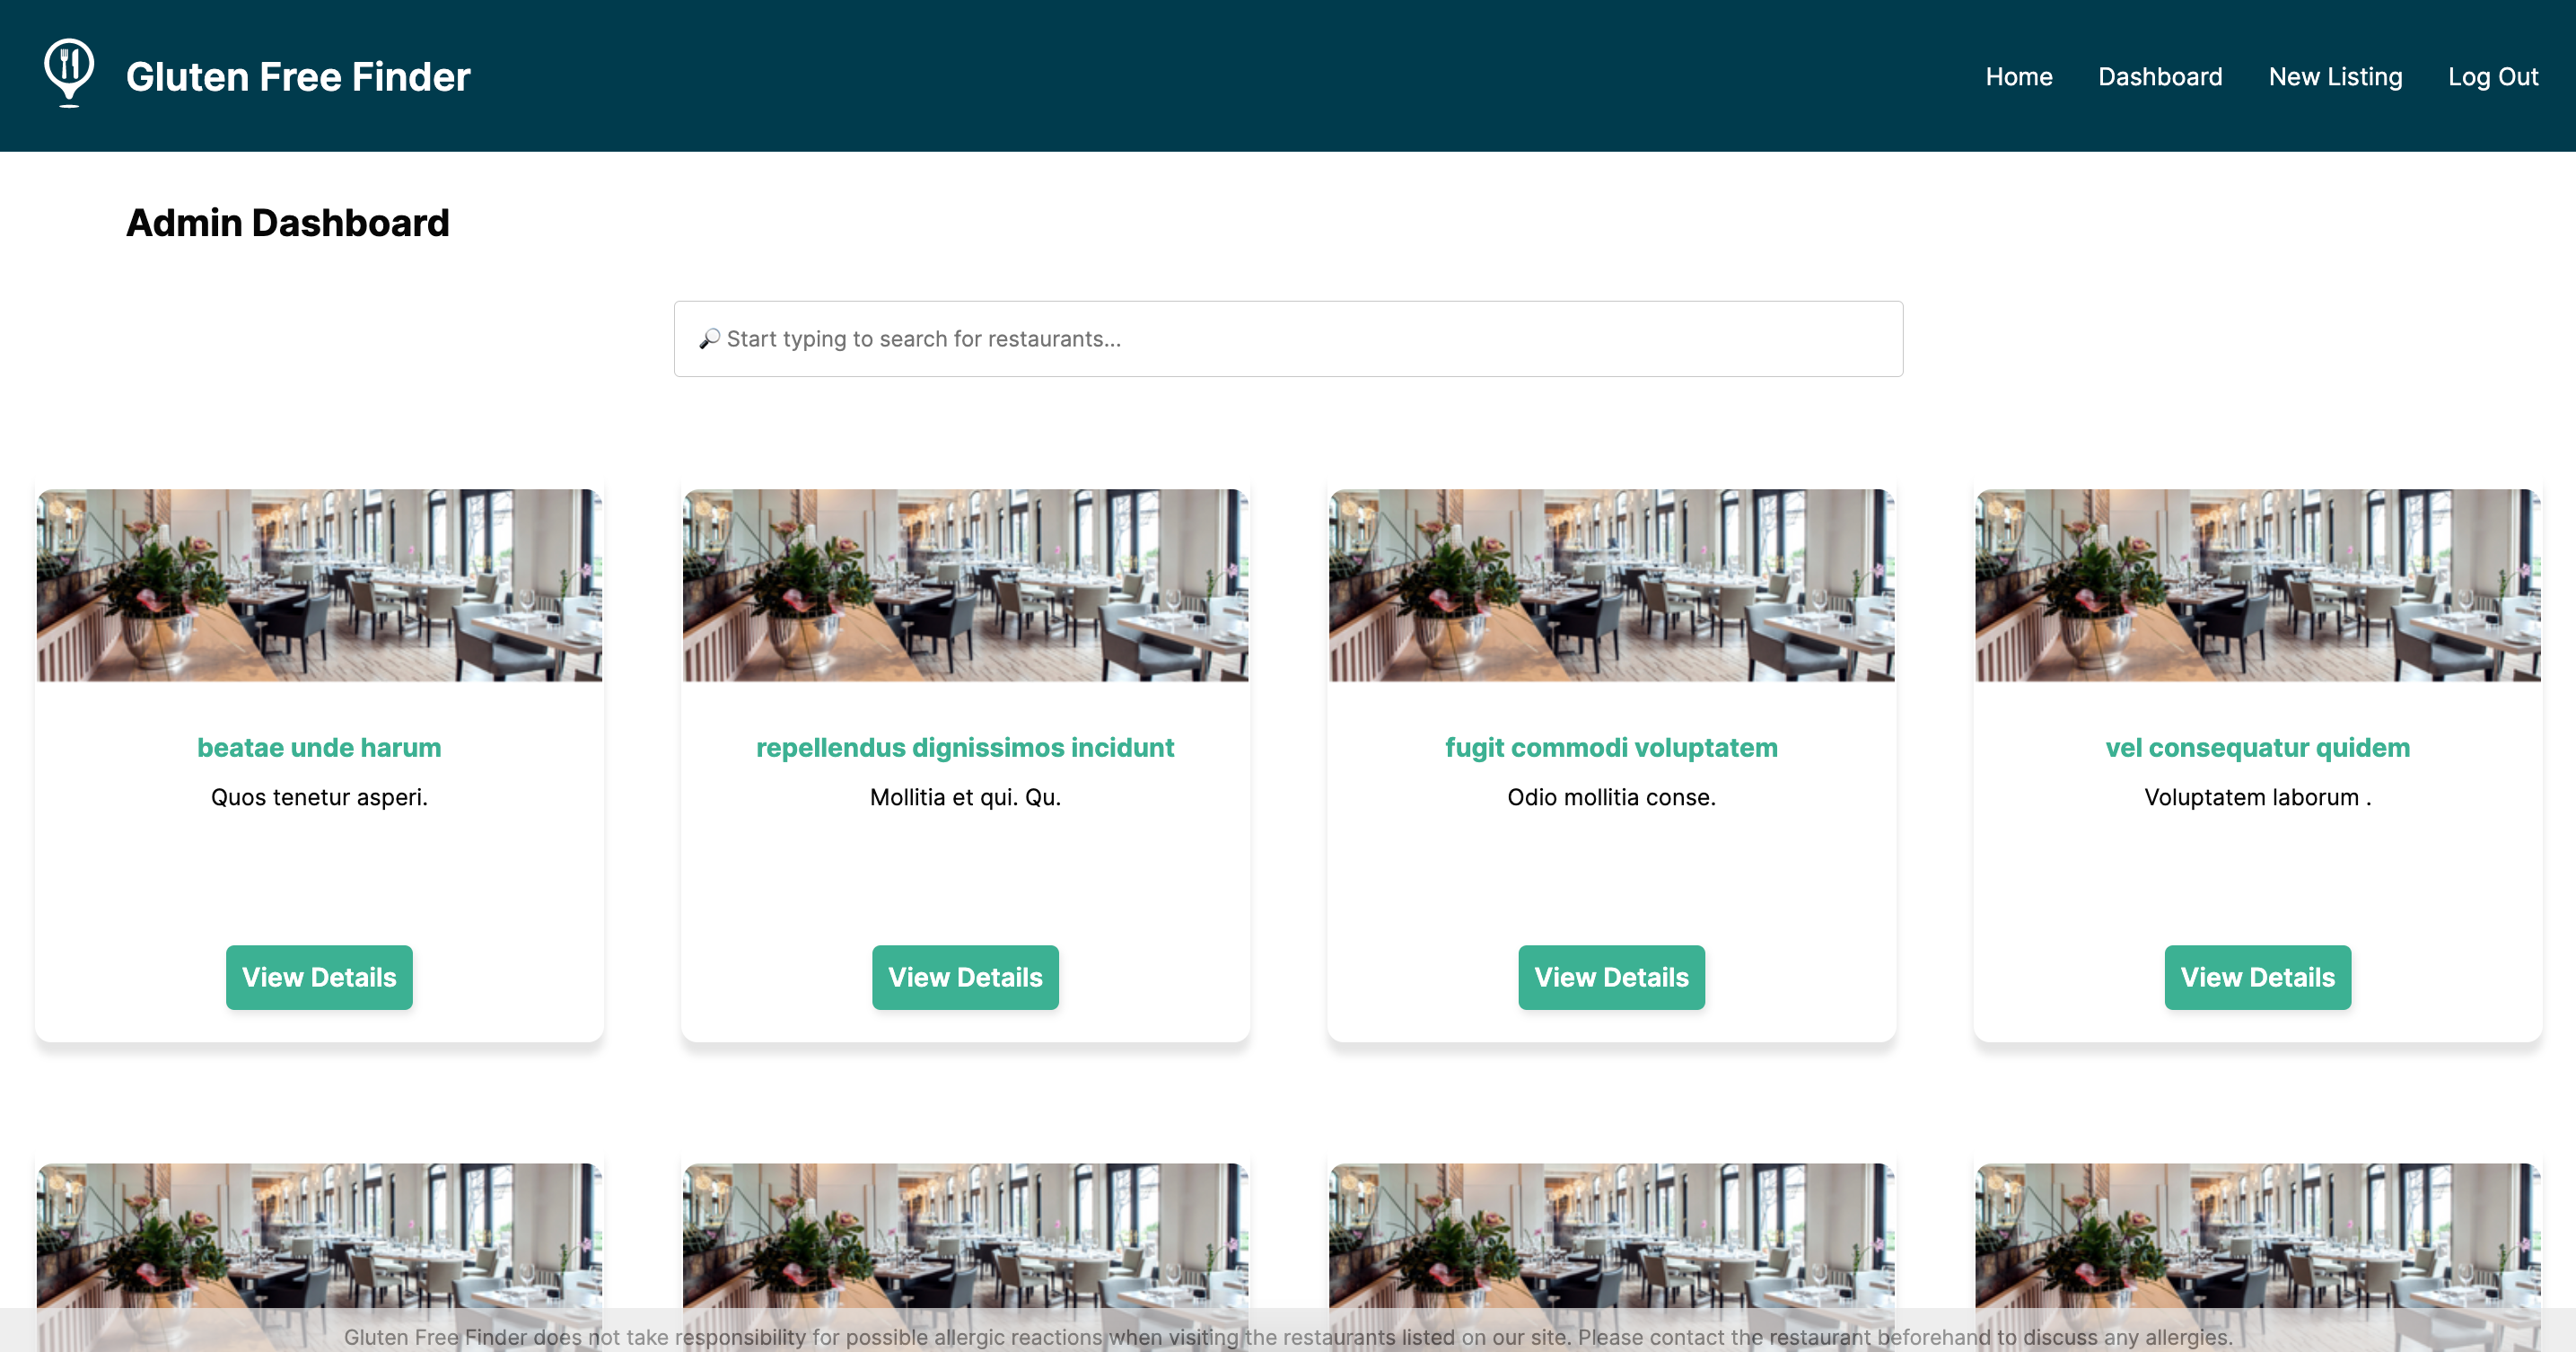 Gluten Free Finder
Home Dashboard New Listing Log Out
Admin Dashboard
🔎 Start typing to search for restaurants...
beatae unde harum
Quos tenetur asperi.
View Details
repellendus dignissimos incidunt
Mollitia et qui. Qu.
View Details
fugit commodi voluptatem
Odio mollitia conse.
View Details
vel consequatur quidem
Voluptatem laborum .
View Details
Gluten Free Finder does not take responsibility for possible allergic reactions when visiting the restaurants listed on our site. Please contact the restaurant beforehand to discuss any allergies.